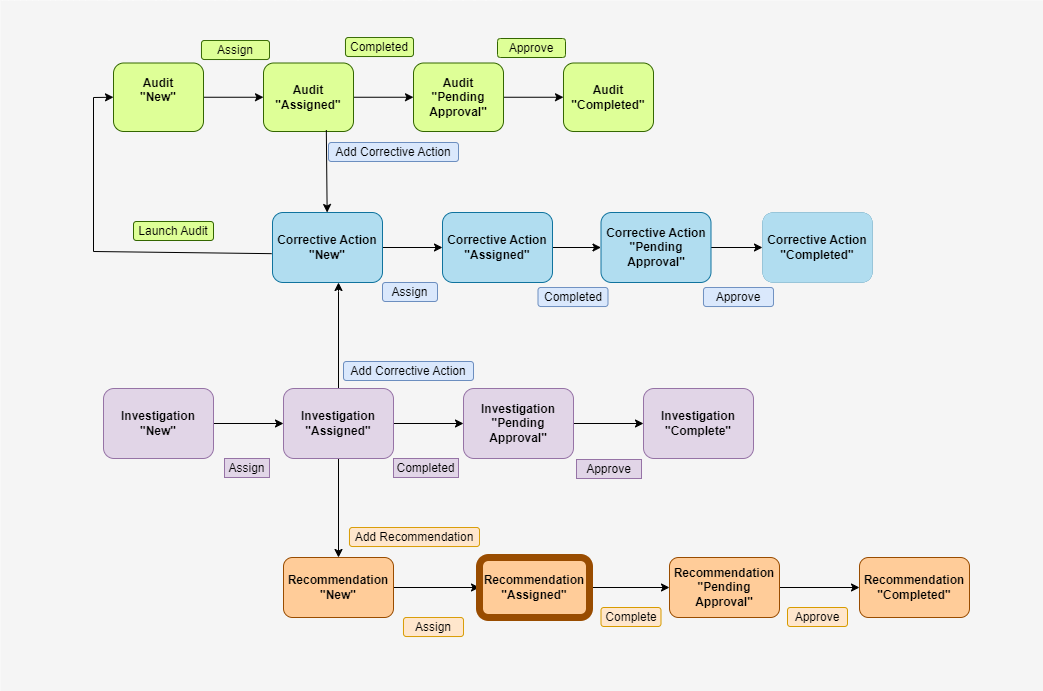 Assign
Completed
Approve
Audit
"New"
Audit
"Assigned"
Audit
"Pending
Approval"
Audit
"Completed"
Add Corrective Action
Launch Audit
Corrective Action
"New"
Corrective Action
"Assigned"
Corrective Action
"Pending
Approval"
Corrective Action
"Completed"
Assign
Completed
Approve
Add Corrective Action
Investigation
"New"
Investigation
"Assigned"
Investigation
"Pending
Approval"
Investigation
"Complete"
Assign
Completed
Approve
Add Recommendation
Recommendation
"New"
Recommendation
"Assigned"
Recommendation
"Pending
Approval"
Recommendation
"Completed"
Assign
Complete
Approve